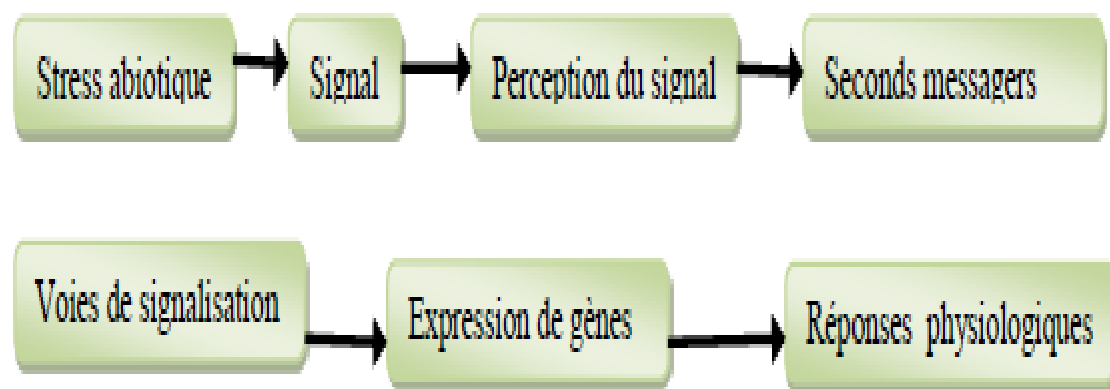 Stress abiotique
Signal
Perception du signal
Seconds messagers
Voies de signalisation
Expression de gènes
Réponses physiologiques